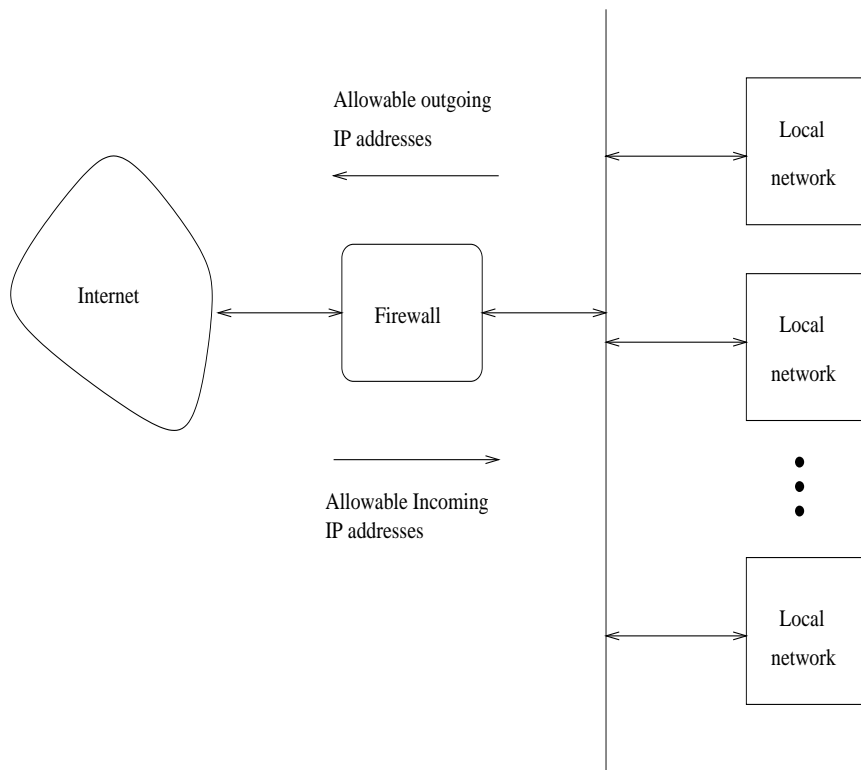 Allowable outgoing
IP addresses
Local
network
Internet
Firewall
Local
network
Allowable Incoming
IP addresses
Local
network